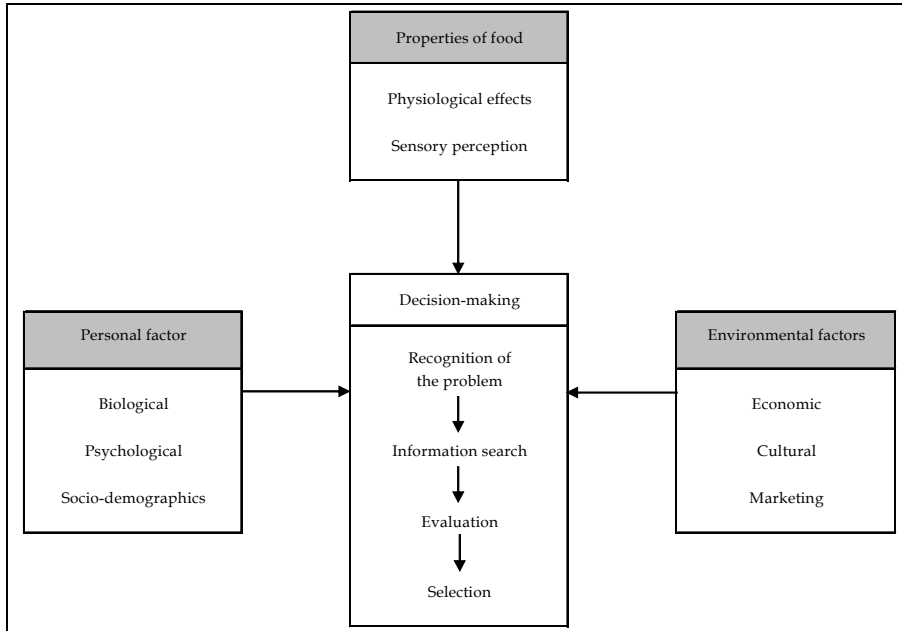 Properties of food
Physiological effects
Sensory perception
Decision-making
Recognition of
the problem
Information search
Evaluation
Selection
Personal factor
Biological
Psychological
Socio-demographics
Environmental factors
Economic
Cultural
Marketing